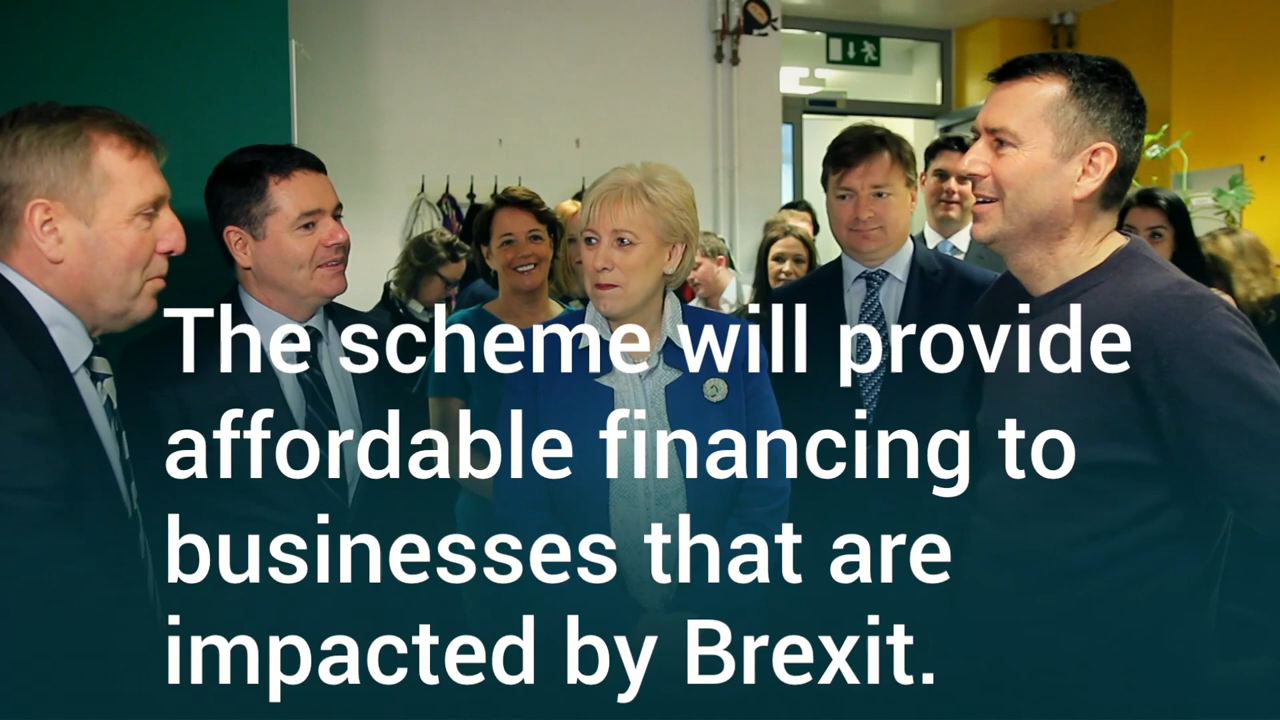 The scheme will provide
affordable financing to
businesses that are
impacted by Brexit.